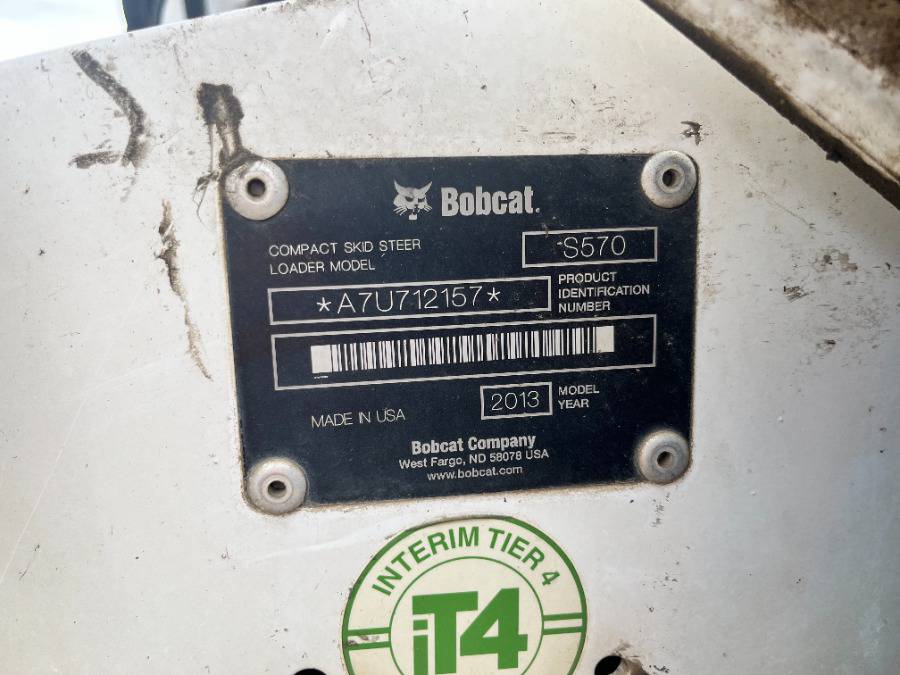 Bobcat.
COMPACT SKID STEER
LOADER MODEL
S570
*A7U712157*
PRODUCT
IDENTIFICATION
NUMBER
MADE IN USA
2013
MODEL
YEAR
Bobcat Company
West Fargo, ND 58078 USA
www.bobcat.com
INTERIM TIER 4
iT4